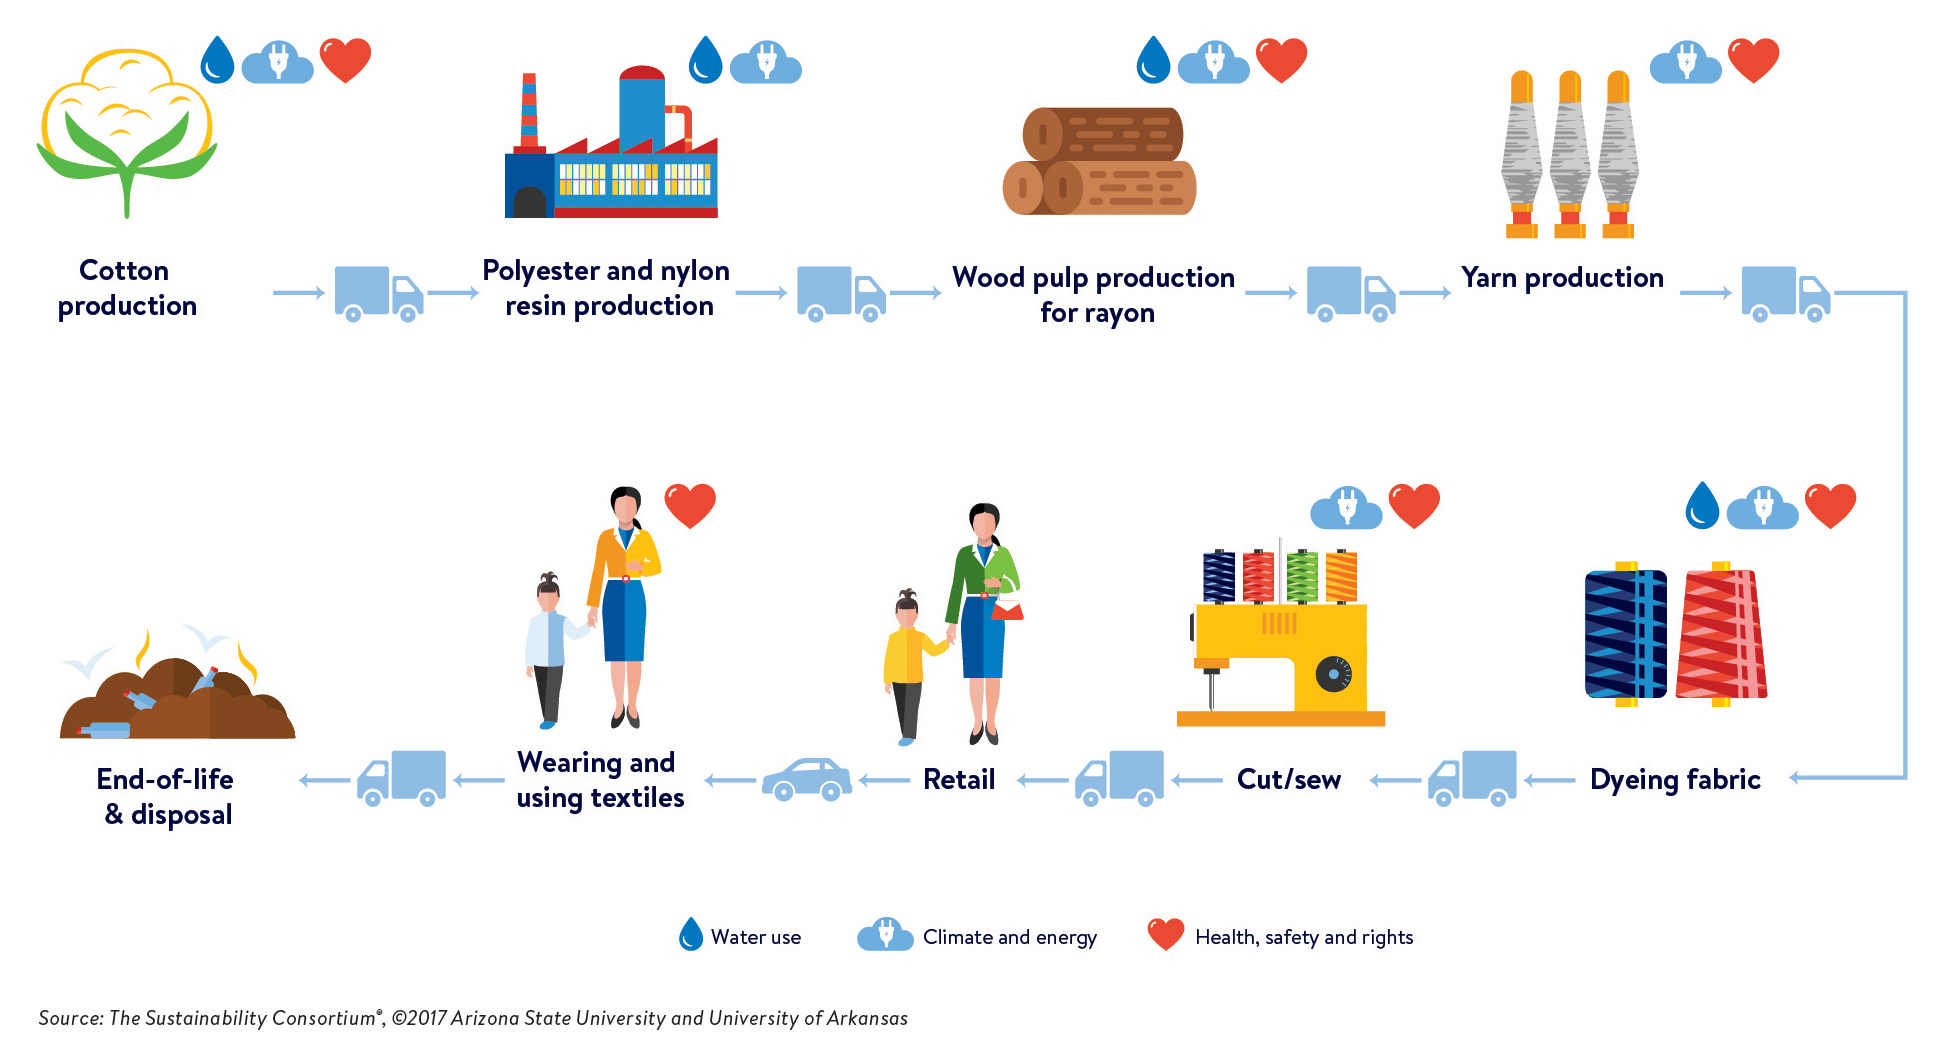 Cotton
production
Polyester and nylon
resin production
Wood pulp production
for rayon
Yarn production
Dyeing fabric
Cut/sew
Retail
Wearing and
using textiles
End-of-life
& disposal
Water use
Climate and energy
Health, safety and rights
Source: The Sustainability Consortium®, ©2017 Arizona State University and University of Arkansas